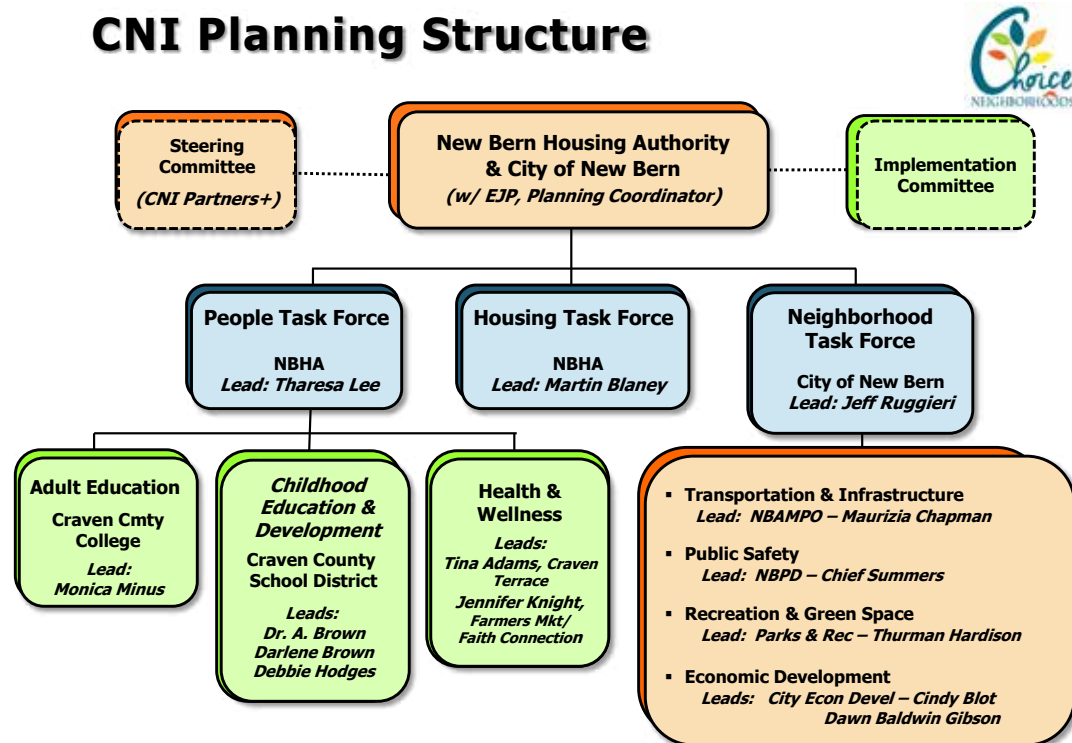 CNI Planning Structure
Choice
NEIGHBORHOODS
Steering
Committee
(CNI Partners+)
New Bern Housing Authority
& City of New Bern
(w/ EJP, Planning Coordinator)
Implementation
Committee
People Task Force
NBHA
Lead: Tharesa Lee
Housing Task Force
NBHA
Lead: Martin Blaney
Neighborhood
Task Force
City of New Bern
Lead: Jeff Ruggieri
Adult Education
Craven Cmty
College
Lead:
Monica Minus
Childhood
Education &
Development
Craven County
School District
Leads:
Dr. A. Brown
Darlene Brown
Debbie Hodges
Health &
Wellness
Leads:
Tina Adams, Craven
Terrace
Jennifer Knight,
Farmers Mkt/
Faith Connection
▪ Transportation & Infrastructure
Lead: NBAMPO – Maurizia Chapman
▪ Public Safety
Lead: NBPD – Chief Summers
▪ Recreation & Green Space
Lead: Parks & Rec – Thurman Hardison
▪ Economic Development
Leads: City Econ Devel – Cindy Blot
Dawn Baldwin Gibson